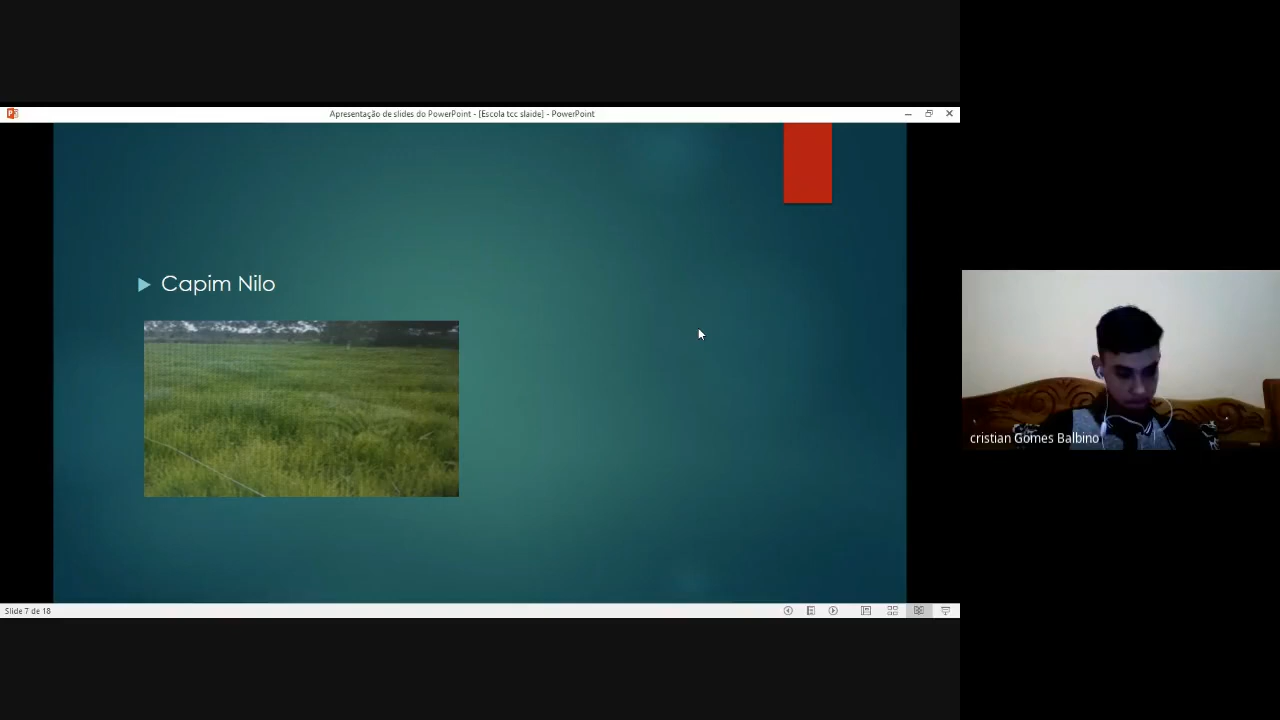 Apresentação de slides do PowerPoint - [Escola tcc slaide] - PowerPoint
Capim Nilo
cristian Gomes Balbino
Slide 7 de 18